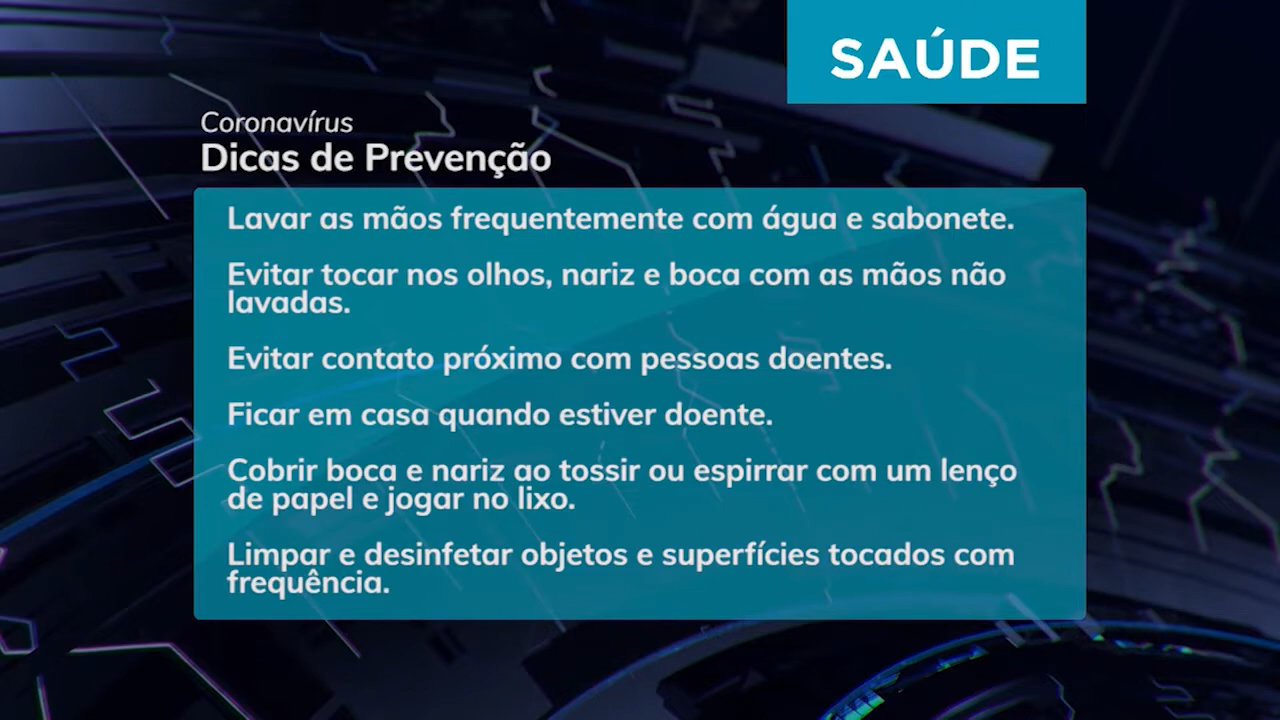 SAÚDE
Coronavírus
Dicas de Prevenção
Lavar as mãos frequentemente com água e sabonete.
Evitar tocar nos olhos, nariz e boca com as mãos não
lavadas.
Evitar contato próximo com pessoas doentes.
Ficar em casa quando estiver doente.
Cobrir boca e nariz ao tossir ou espirrar com um lenço
de papel e jogar no lixo.
Limpar e desinfetar objetos e superfícies tocados com
frequência.